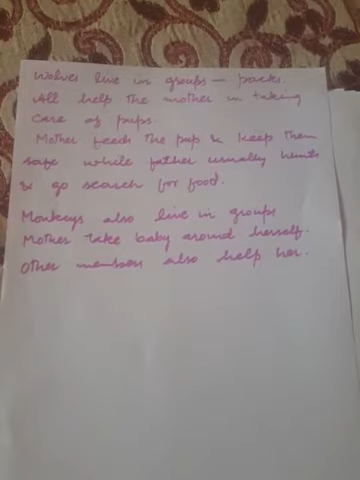 Wolves live in groups — packs.
All help the mother in taking
care of pups.
Mother feeds the pup & keep them
safe while father usually hunts
& go search for food.
Monkeys also live in groups
Mother take baby around herself.
Other members also help her.